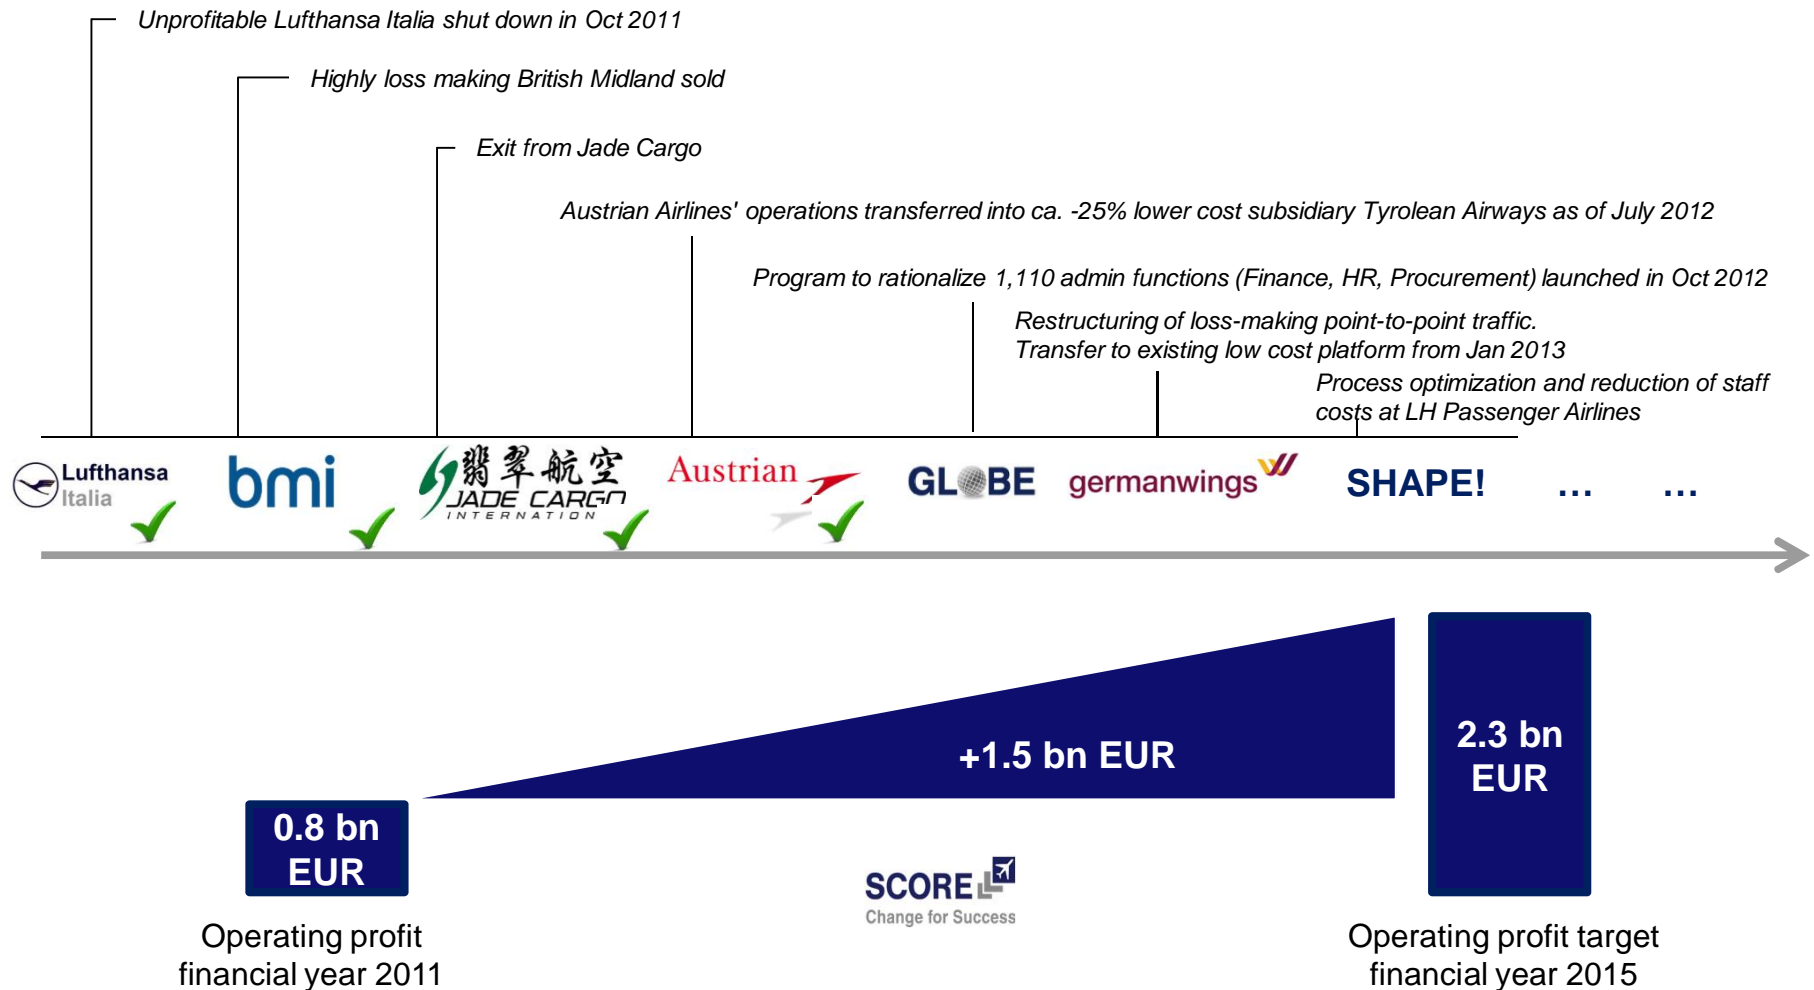 Unprofitable Lufthansa Italia shut down in Oct 2011
Highly loss making British Midland sold
Exit from Jade Cargo
Austrian Airlines' operations transferred into ca. -25% lower cost subsidiary Tyrolean Airways as of July 2012
Program to rationalize 1,110 admin functions (Finance, HR, Procurement) launched in Oct 2012
Restructuring of loss-making point-to-point traffic.
Transfer to existing low cost platform from Jan 2013
Process optimization and reduction of staff
costs at LH Passenger Airlines
Lufthansa
Italia
bmi
翡翠航空
JADE CARGO
INTERNATION
Austrian
GLOBE
germanwings
SHAPE!
...
...
+1.5 bn EUR
2.3 bn
EUR
0.8 bn
EUR
SCORE
Change for Success
Operating profit
financial year 2011
Operating profit target
financial year 2015